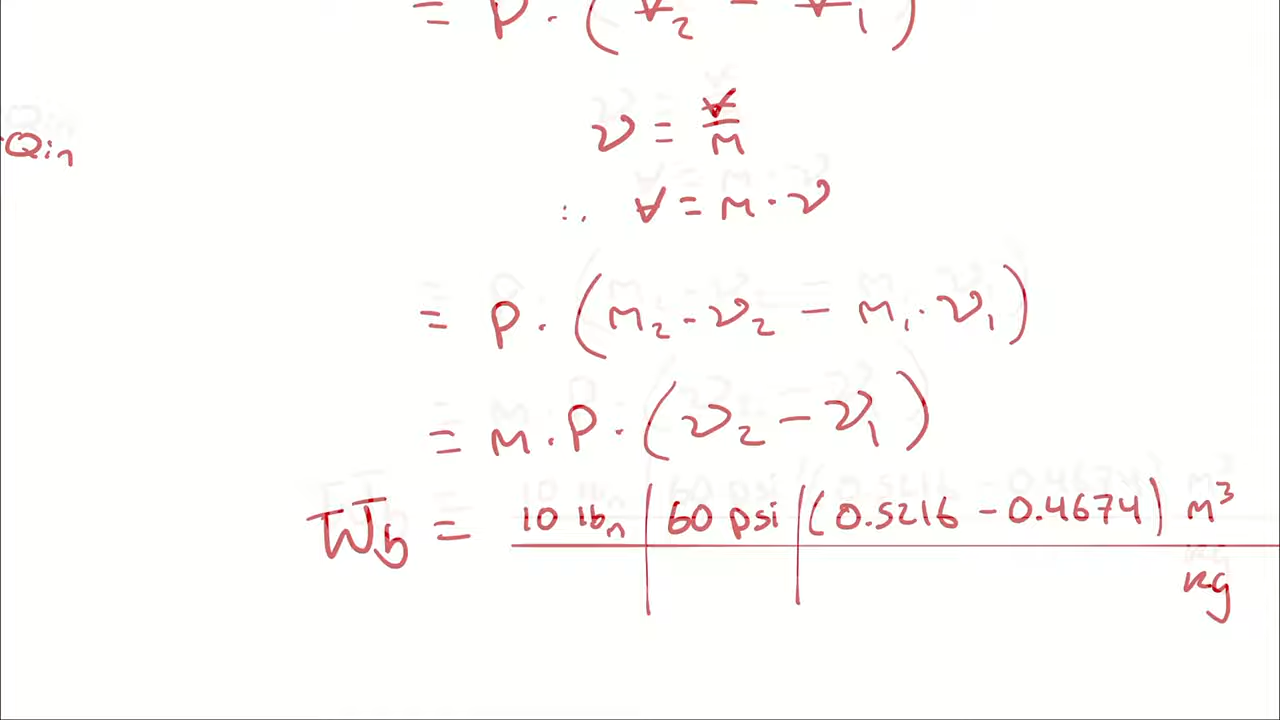 = P · (V̶₂ - V̶₁)
Qin
ν ≡ V̶/m
∴ V̶ = m · ν
= P · (m₂ · ν₂ - m₁ · ν₁)
= m · P · (ν₂ - ν₁)
W_b = 10 lbm | 60 psi | (0.5216 - 0.4674) m³
kg